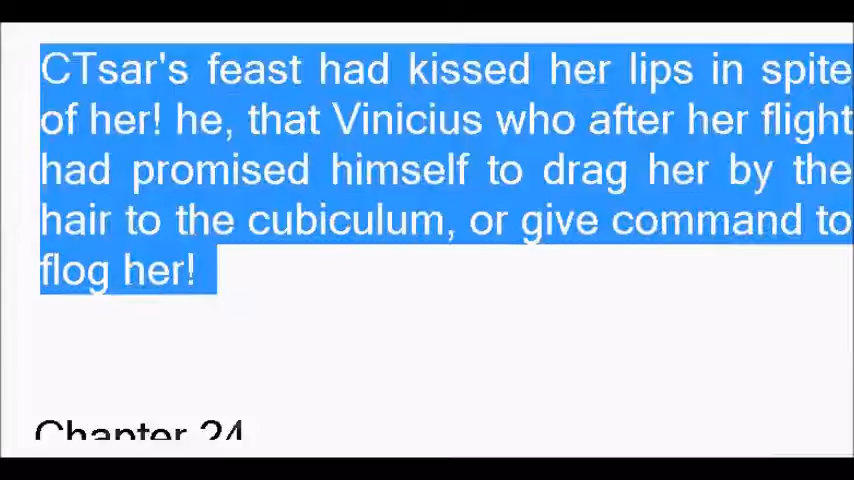 CTsar's feast had kissed her lips in spite
of her! he, that Vinicius who after her flight
had promised himself to drag her by the
hair to the cubiculum, or give command to
flog her!
Chapter 24